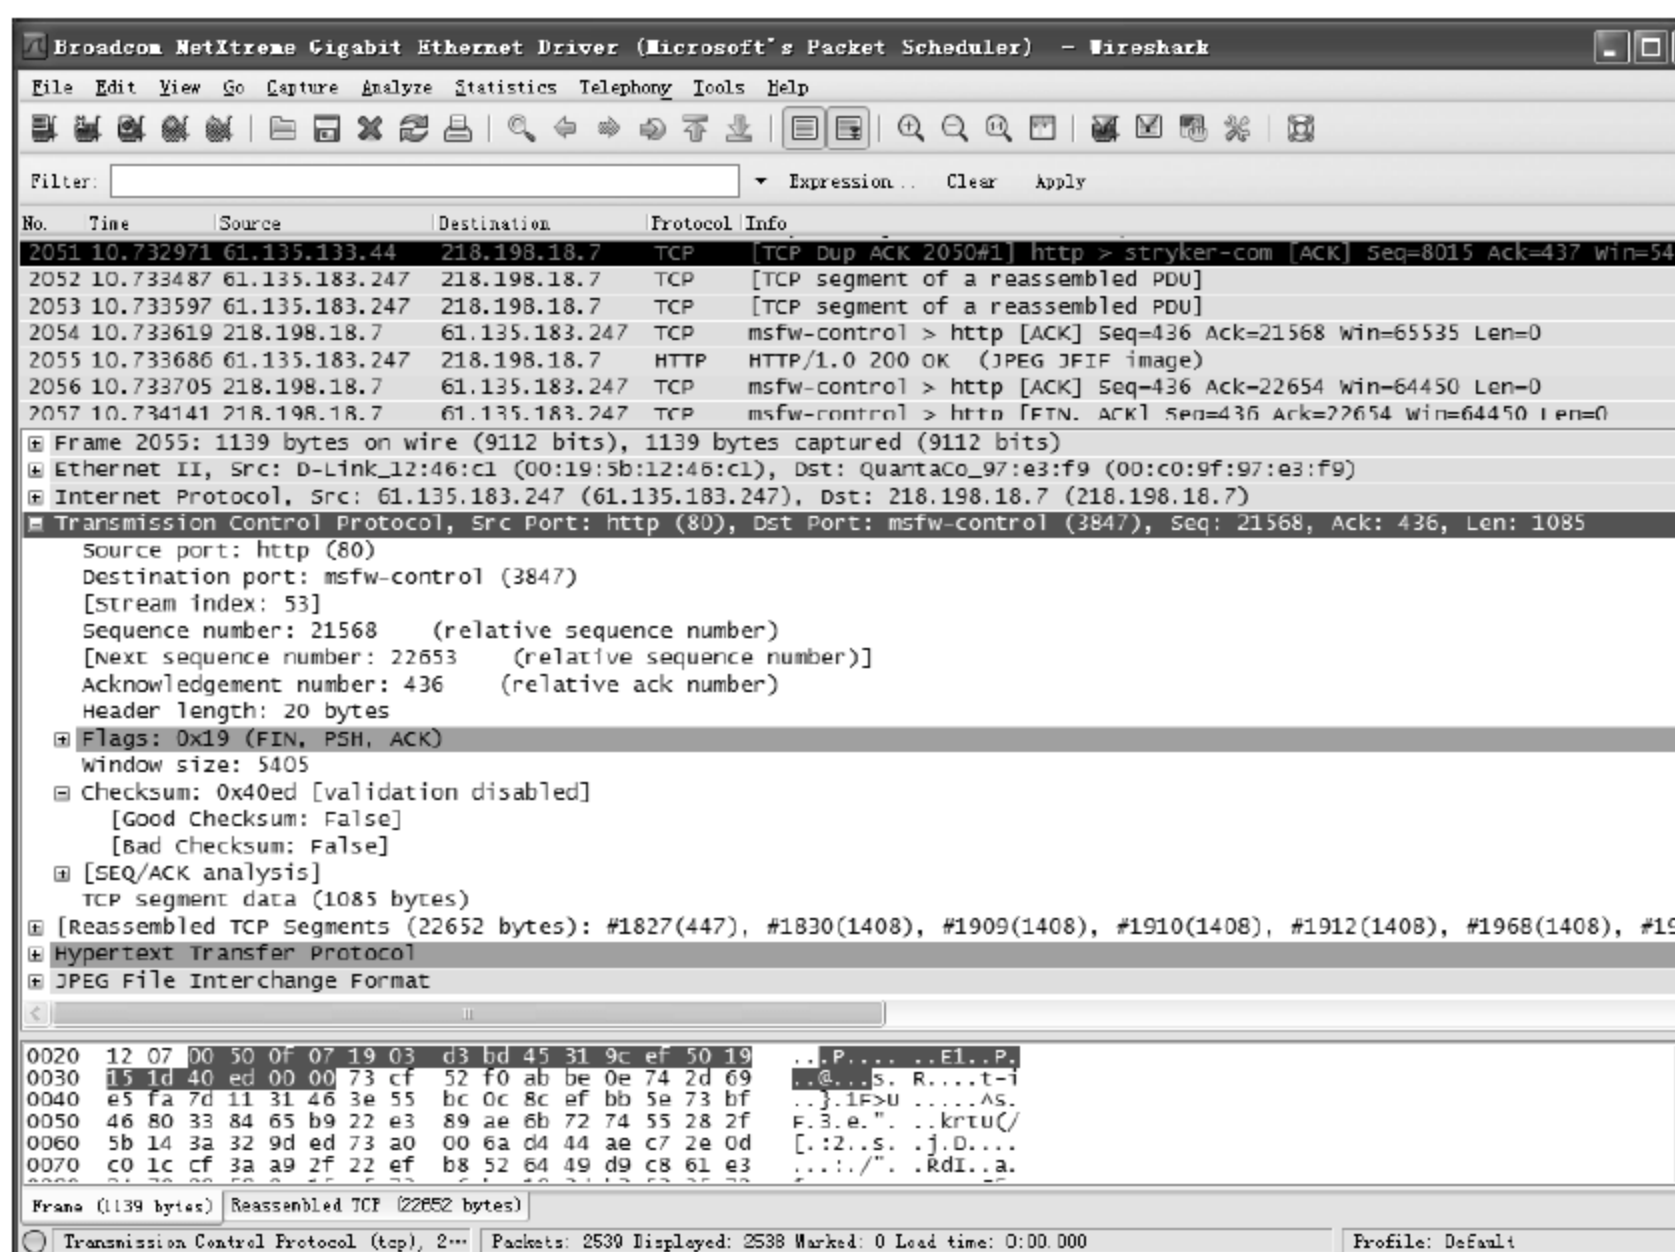 Broadcom NetXtreme Gigabit Ethernet Driver (Microsoft's Packet Scheduler) - Wireshark
File Edit View Go Capture Analyze Statistics Telephony Tools Help
Filter: Expression... Clear Apply
No. Time Source Destination Protocol Info
2051 10.732971 61.135.133.44 218.198.18.7 TCP [TCP Dup ACK 2050#1] http > stryker-com [ACK] Seq=8015 Ack=437 Win=54
2052 10.733487 61.135.183.247 218.198.18.7 TCP [TCP segment of a reassembled PDU]
2053 10.733597 61.135.183.247 218.198.18.7 TCP [TCP segment of a reassembled PDU]
2054 10.733619 218.198.18.7 61.135.183.247 TCP msfw-control > http [ACK] Seq=436 Ack=21568 Win=65535 Len=0
2055 10.733686 61.135.183.247 218.198.18.7 HTTP HTTP/1.0 200 OK (JPEG JFIF image)
2056 10.733705 218.198.18.7 61.135.183.247 TCP msfw-control > http [ACK] Seq=436 Ack=22654 Win=64450 Len=0
2057 10.734141 218.198.18.7 61.135.183.247 TCP msfw-control > http [FIN, ACK] Seq=436 Ack=22654 Win=64450 Len=0
Frame 2055: 1139 bytes on wire (9112 bits), 1139 bytes captured (9112 bits)
Ethernet II, Src: D-Link_12:46:c1 (00:19:5b:12:46:c1), Dst: QuantaCo_97:e3:f9 (00:c0:9f:97:e3:f9)
Internet Protocol, Src: 61.135.183.247 (61.135.183.247), Dst: 218.198.18.7 (218.198.18.7)
Transmission Control Protocol, Src Port: http (80), Dst Port: msfw-control (3847), Seq: 21568, Ack: 436, Len: 1085
Source port: http (80)
Destination port: msfw-control (3847)
[Stream index: 53]
Sequence number: 21568 (relative sequence number)
[Next sequence number: 22653 (relative sequence number)]
Acknowledgement number: 436 (relative ack number)
Header length: 20 bytes
Flags: 0x19 (FIN, PSH, ACK)
Window size: 5405
Checksum: 0x40ed [validation disabled]
[Good Checksum: False]
[Bad Checksum: False]
[SEQ/ACK analysis]
TCP segment data (1085 bytes)
[Reassembled TCP Segments (22652 bytes): #1827(447), #1830(1408), #1909(1408), #1910(1408), #1912(1408), #1968(1408), #19
Hypertext Transfer Protocol
JPEG File Interchange Format
0020 12 07 00 50 0f 07 19 03 d3 bd 45 31 9c ef 50 19 ...P.... ..E1..P.
0030 15 1d 40 ed 00 00 73 cf 52 f0 ab be 0e 74 2d 69 ..@...s. R....t-i
0040 e5 fa 7d 11 31 46 3e 55 bc 0c 8c ef bb 5e 73 bf ..}.1F>U .....^s.
0050 46 80 33 84 65 b9 22 e3 89 ae 6b 72 74 55 28 2f F.3.e.". ..krtU(/
0060 5b 14 3a 32 9d ed 73 a0 00 6a d4 44 ae c7 2e 0d [.:2..s. .j.D....
0070 c0 1c cf 3a a9 2f 22 ef b8 52 64 49 d9 c8 61 e3 ...:./". .RdI..a.
Frame (1139 bytes) Reassembled TCP (22652 bytes)
Transmission Control Protocol (tcp), 2... Packets: 2539 Displayed: 2538 Marked: 0 Load time: 0:00.000 Profile: Default